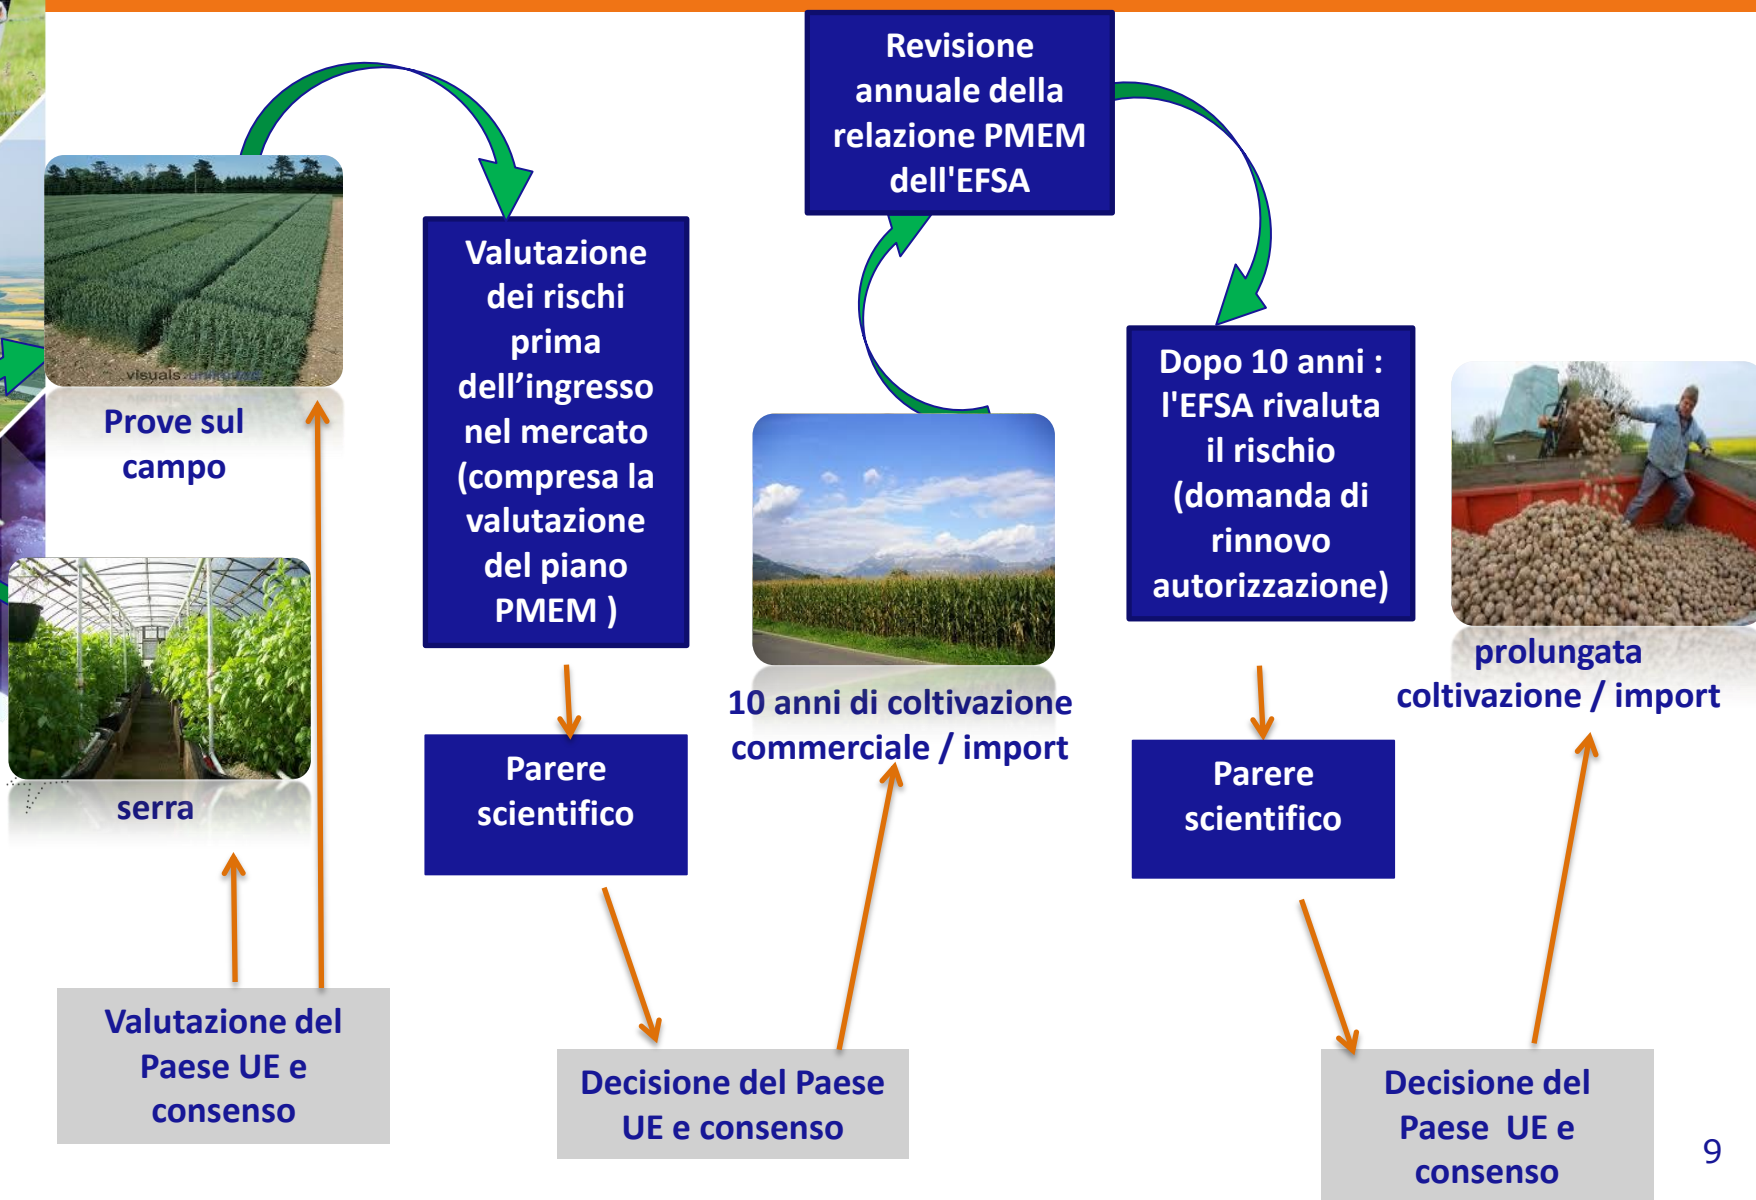 Revisione
annuale della
relazione PMEM
dell'EFSA
visuals
Prove sul
campo
serra
Valutazione del
Paese UE e
consenso
Valutazione
dei rischi
prima
dell’ingresso
nel mercato
(compresa la
valutazione
del piano
PMEM )
Parere
scientifico
Decisione del Paese
UE e consenso
10 anni di coltivazione
commerciale / import
Dopo 10 anni :
l'EFSA rivaluta
il rischio
(domanda di
rinnovo
autorizzazione)
Parere
scientifico
Decisione del
Paese  UE e
consenso
prolungata
coltivazione / import
9